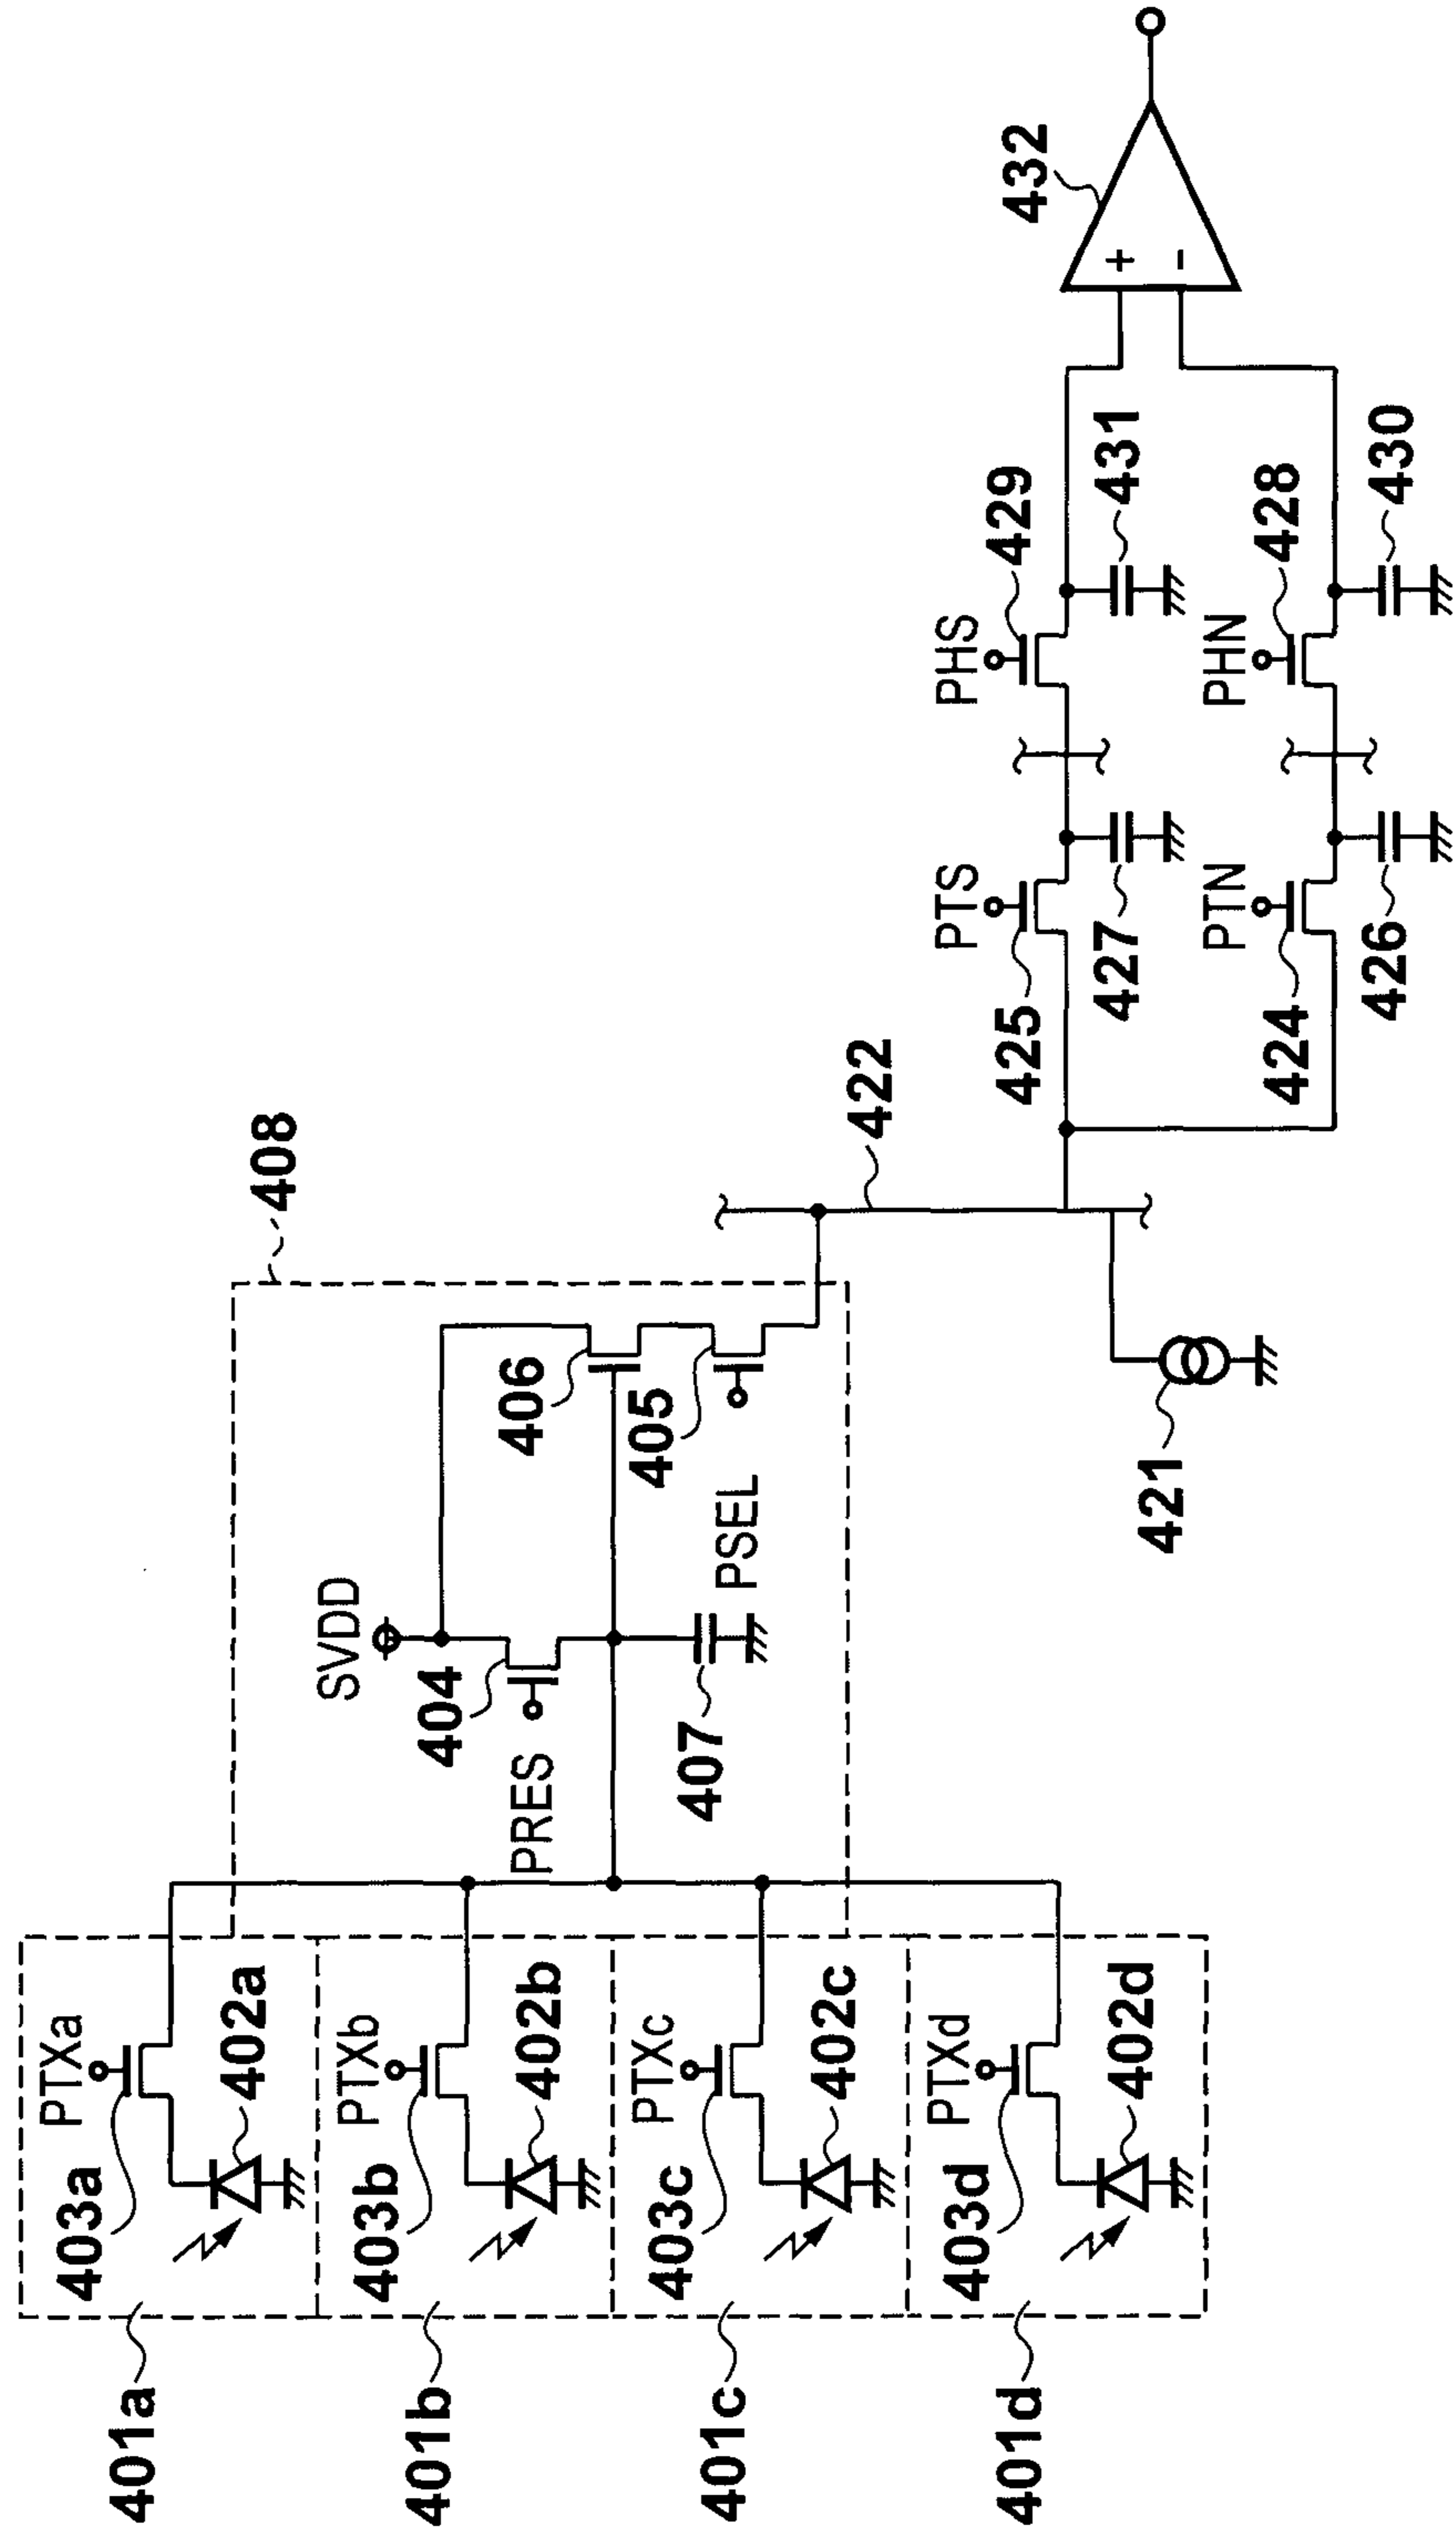 401a
403a
PTXa
402a
401b
403b
PTXb
402b
401c
403c
PTXc
402c
401d
403d
PTXd
402d
408
SVDD
404
PRES
406
405
407
PSEL
422
421
PTS
425
427
PHS
429
431
PTN
424
426
PHN
428
430
432
+
-